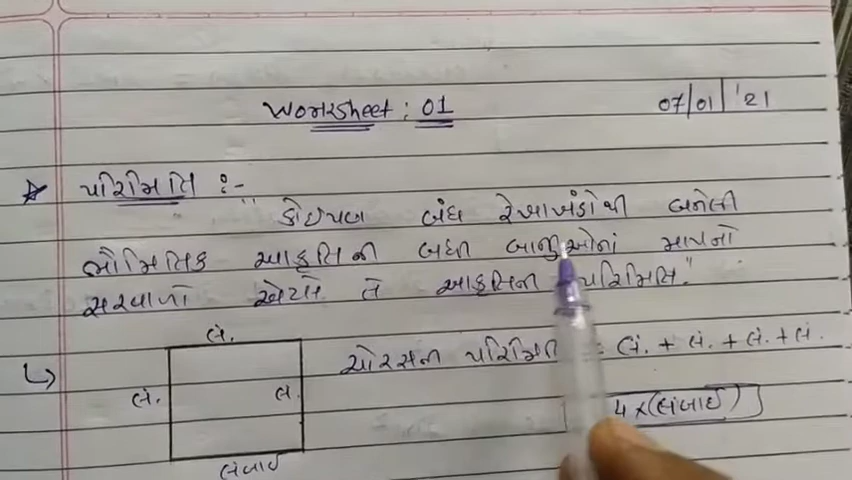 Worksheet : 01
07/01/'21
પરિમિતિ :-
"કોઈપણ બંધ રેખાખંડોથી બનેલી
ભૌમિતિક આકૃતિની બધી બાજુઓનાં માપનો
સરવાળો એટલે તે આકૃતિની પરિમિતિ."
લં.
ચોરસની પરિમિતિ = લં. + લં. + લં. + લં.
લં. લં.
4 x (લંબાઈ)
લંબાઈ